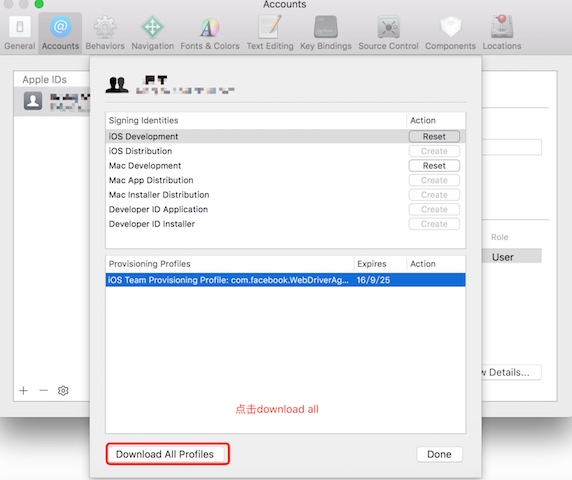 Accounts
General
Accounts
Behaviors
Navigation
Fonts & Colors
Text Editing
Key Bindings
Source Control
Components
Locations
Apple IDs
Signing Identities Action
iOS Development Reset
iOS Distribution Create
Mac Development Reset
Mac App Distribution Create
Mac Installer Distribution Create
Developer ID Application Create
Developer ID Installer Create
Role
User
Provisioning Profiles Expires Action
iOS Team Provisioning Profile: com.facebook.WebDriverAg... 16/9/25
Details...
点击download all
Download All Profiles
Done